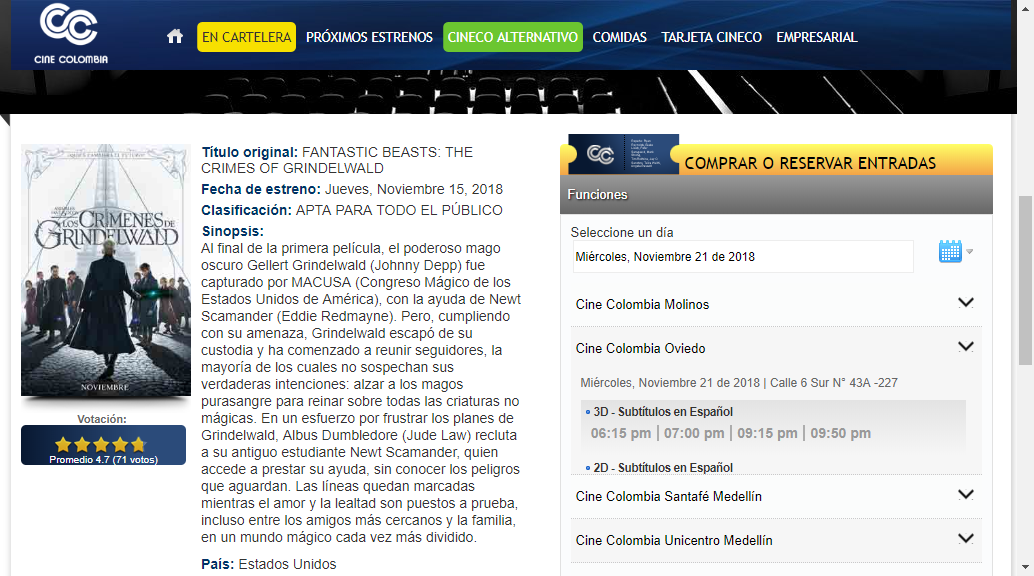 CINE COLOMBIA
EN CARTELERA
PRÓXIMOS ESTRENOS
CINECO ALTERNATIVO
COMIDAS
TARJETA CINECO
EMPRESARIAL
LOS CRÍMENES DE
GRINDELWALD
NOVIEMBRE
Votación:
Promedio 4.7 (71 votos)
Título original: FANTASTIC BEASTS: THE
CRIMES OF GRINDELWALD
Fecha de estreno: Jueves, Noviembre 15, 2018
Clasificación: APTA PARA TODO EL PÚBLICO
Sinopsis:
Al final de la primera película, el poderoso mago
oscuro Gellert Grindelwald (Johnny Depp) fue
capturado por MACUSA (Congreso Mágico de los
Estados Unidos de América), con la ayuda de Newt
Scamander (Eddie Redmayne). Pero, cumpliendo
con su amenaza, Grindelwald escapó de su
custodia y ha comenzado a reunir seguidores, la
mayoría de los cuales no sospechan sus
verdaderas intenciones: alzar a los magos
purasangre para reinar sobre todas las criaturas no
mágicas. En un esfuerzo por frustrar los planes de
Grindelwald, Albus Dumbledore (Jude Law) recluta
a su antiguo estudiante Newt Scamander, quien
accede a prestar su ayuda, sin conocer los peligros
que aguardan. Las líneas quedan marcadas
mientras el amor y la lealtad son puestos a prueba,
incluso entre los amigos más cercanos y la familia,
en un mundo mágico cada vez más dividido.
País: Estados Unidos
COMPRAR O RESERVAR ENTRADAS
Funciones
Seleccione un día
Miércoles, Noviembre 21 de 2018
Cine Colombia Molinos
Cine Colombia Oviedo
Miércoles, Noviembre 21 de 2018 | Calle 6 Sur N° 43A -227
3D - Subtítulos en Español
06:15 pm | 07:00 pm | 09:15 pm | 09:50 pm
2D - Subtítulos en Español
Cine Colombia Santafé Medellín
Cine Colombia Unicentro Medellín